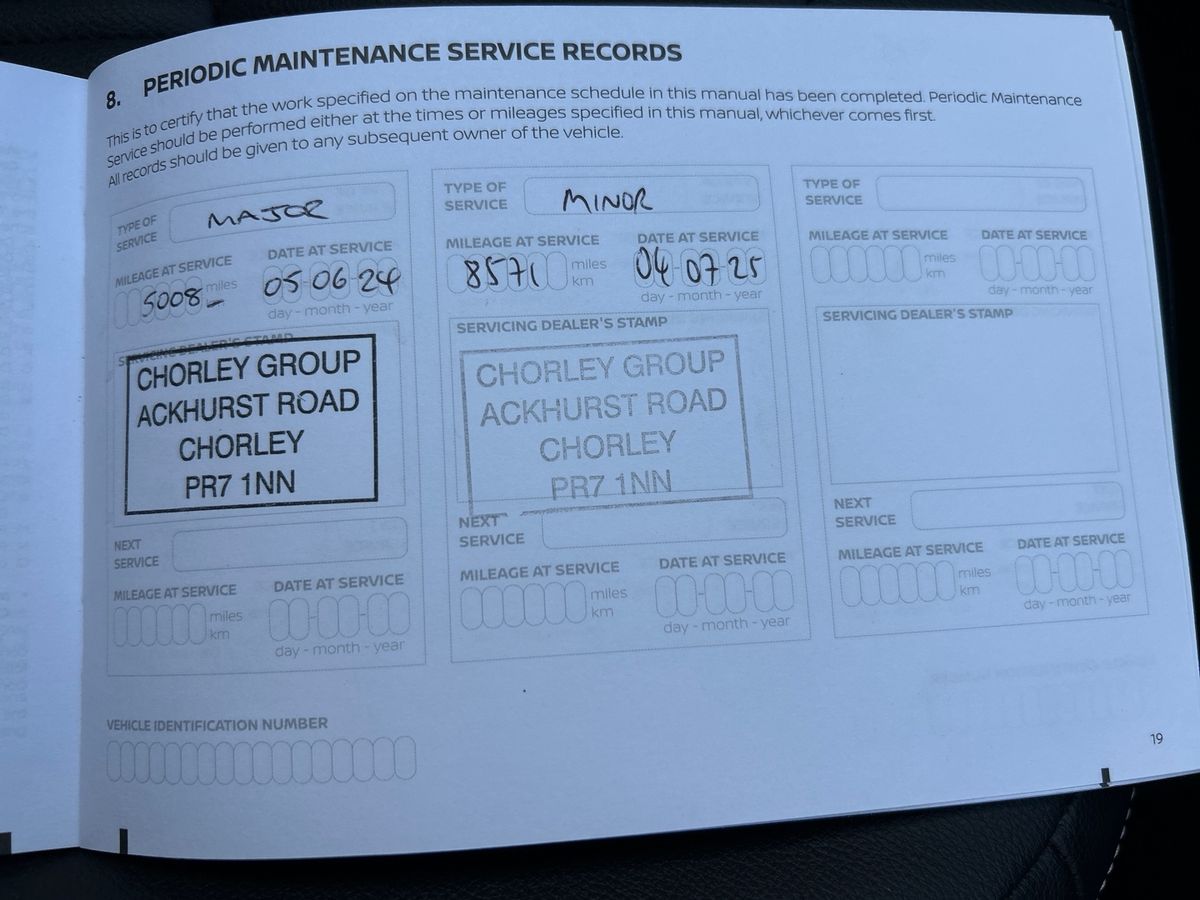 8. PERIODIC MAINTENANCE SERVICE RECORDS
This is to certify that the work specified on the maintenance schedule in this manual has been completed. Periodic Maintenance
Service should be performed either at the times or mileages specified in this manual, whichever comes first.
All records should be given to any subsequent owner of the vehicle.
TYPE OF
SERVICE
MAJOR
MILEAGE AT SERVICE
DATE AT SERVICE
5008 miles
05-06-24
day - month - year
SERVICING DEALER'S STAMP
CHORLEY GROUP
ACKHURST ROAD
CHORLEY
PR7 1NN
NEXT
SERVICE
MILEAGE AT SERVICE
DATE AT SERVICE
miles
km
day - month - year
TYPE OF
SERVICE
MINOR
MILEAGE AT SERVICE
DATE AT SERVICE
8571 miles
km
04-07-25
day - month - year
SERVICING DEALER'S STAMP
CHORLEY GROUP
ACKHURST ROAD
CHORLEY
PR7 1NN
NEXT
SERVICE
MILEAGE AT SERVICE
DATE AT SERVICE
miles
km
day - month - year
TYPE OF
SERVICE
MILEAGE AT SERVICE
DATE AT SERVICE
miles
km
day - month - year
SERVICING DEALER'S STAMP
NEXT
SERVICE
MILEAGE AT SERVICE
DATE AT SERVICE
miles
km
day - month - year
VEHICLE IDENTIFICATION NUMBER
19